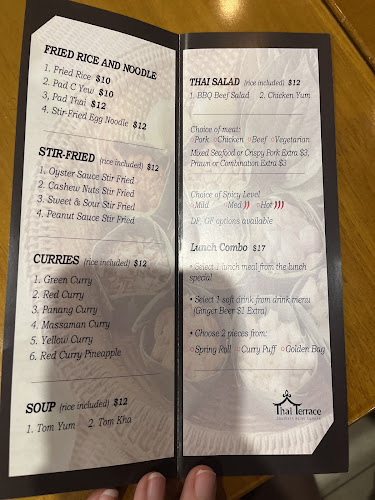 FRIED RICE AND NOODLE
1. Fried Rice $10
2. Pad C Yew $10
3. Pad Thai $12
4. Stir-Fried Egg Noodle $12
STIR-FRIED (rice included) $12
1. Oyster Sauce Stir Fried
2. Cashew Nuts Stir Fried
3. Sweet & Sour Stir Fried
4. Peanut Sauce Stir Fried
CURRIES (rice included) $12
1. Green Curry
2. Red Curry
3. Panang Curry
4. Massaman Curry
5. Yellow Curry
6. Red Curry Pineapple
SOUP (rice included) $12
1. Tom Yum 2. Tom Kha
THAI SALAD (rice included) $12
1. BBQ Beef Salad 2. Chicken Yum
Choice of meat:
Pork Chicken Beef Vegetarian
Mixed Seafood or Crispy Pork Extra $3,
Prawn or Combination Extra $3
Choice of Spicy Level
Mild Med Hot
DF, GF options available
Lunch Combo $17
• Select 1 lunch meal from the lunch
special
• Select 1 soft drink from drink menu
(Ginger Beer $1 Extra)
• Choose 2 pieces from:
Spring Roll Curry Puff Golden Bag
Thai Terrace